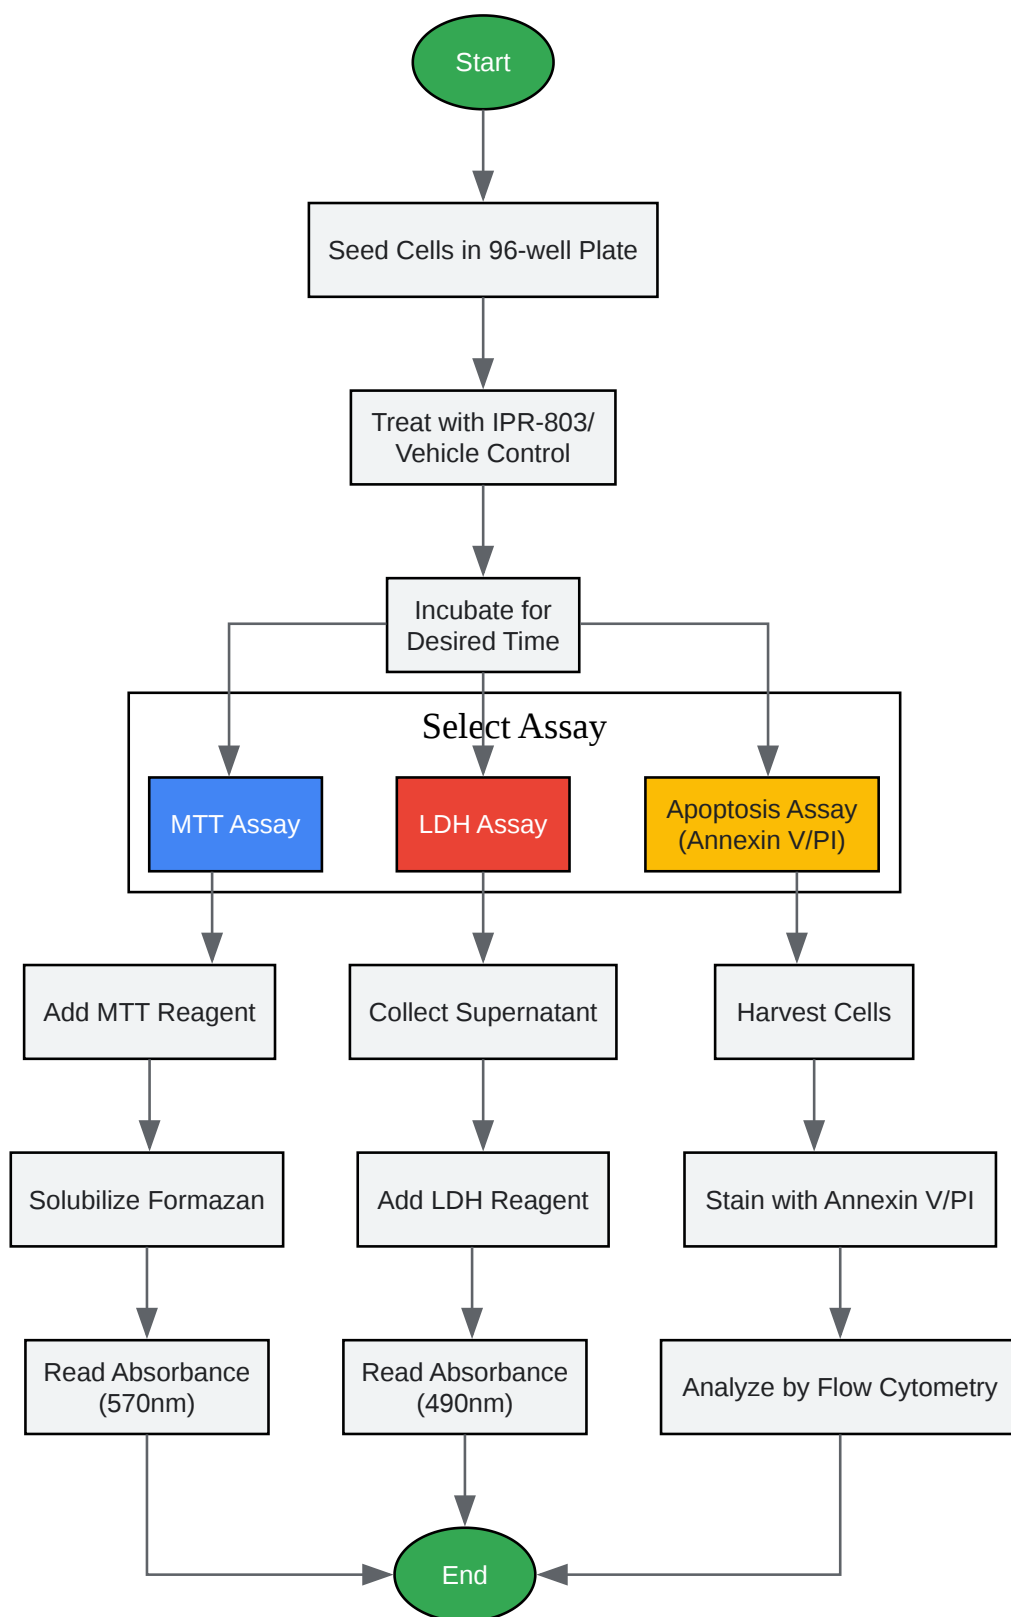 Start
Seed Cells in 96-well Plate
Treat with IPR-803/
Vehicle Control
Incubate for
Desired Time
Select Assay
MTT Assay
LDH Assay
Apoptosis Assay
(Annexin V/PI)
Add MTT Reagent
Collect Supernatant
Harvest Cells
Solubilize Formazan
Add LDH Reagent
Stain with Annexin V/PI
Read Absorbance
(570nm)
Read Absorbance
(490nm)
Analyze by Flow Cytometry
End